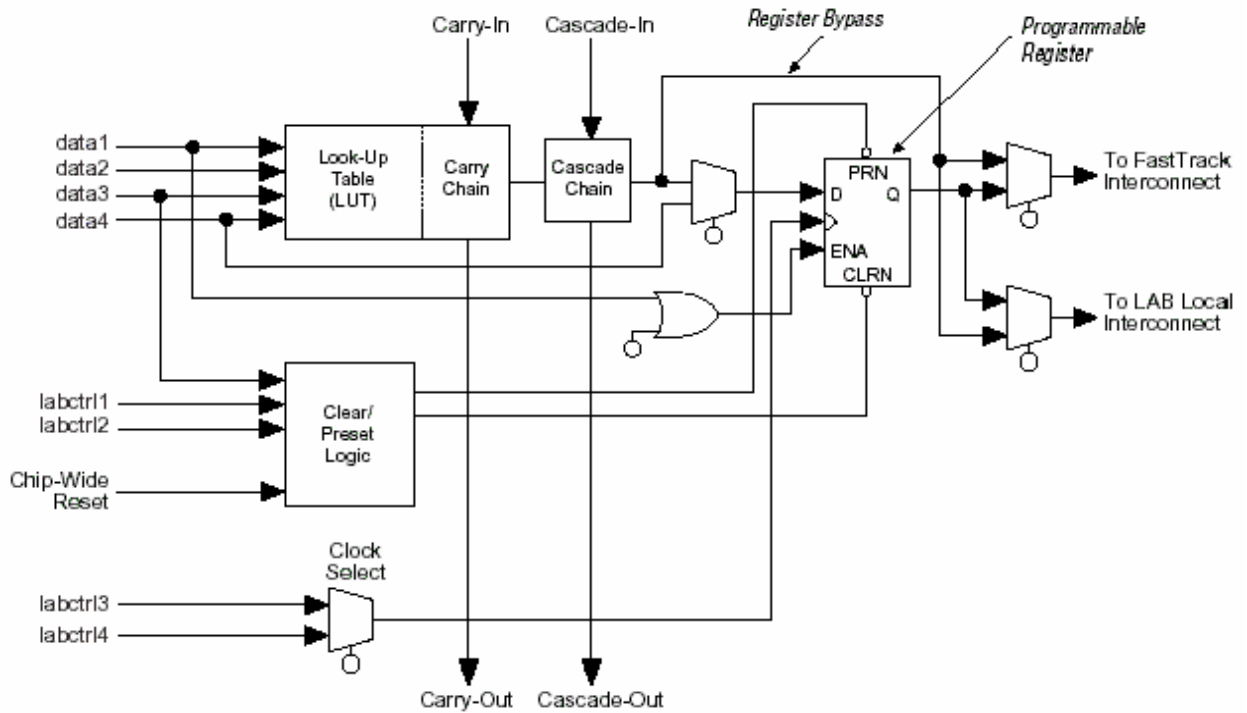 Carry-In
Cascade-In
Register Bypass
Programmable
Register
data1
data2
data3
data4
Look-Up
Table
(LUT)
Carry
Chain
Cascade
Chain
PRN
D
Q
ENA
CLRN
To FastTrack
Interconnect
To LAB Local
Interconnect
labctrl1
labctrl2
Clear/
Preset
Logic
Chip-Wide
Reset
Clock
Select
labctrl3
labctrl4
Carry-Out
Cascade-Out